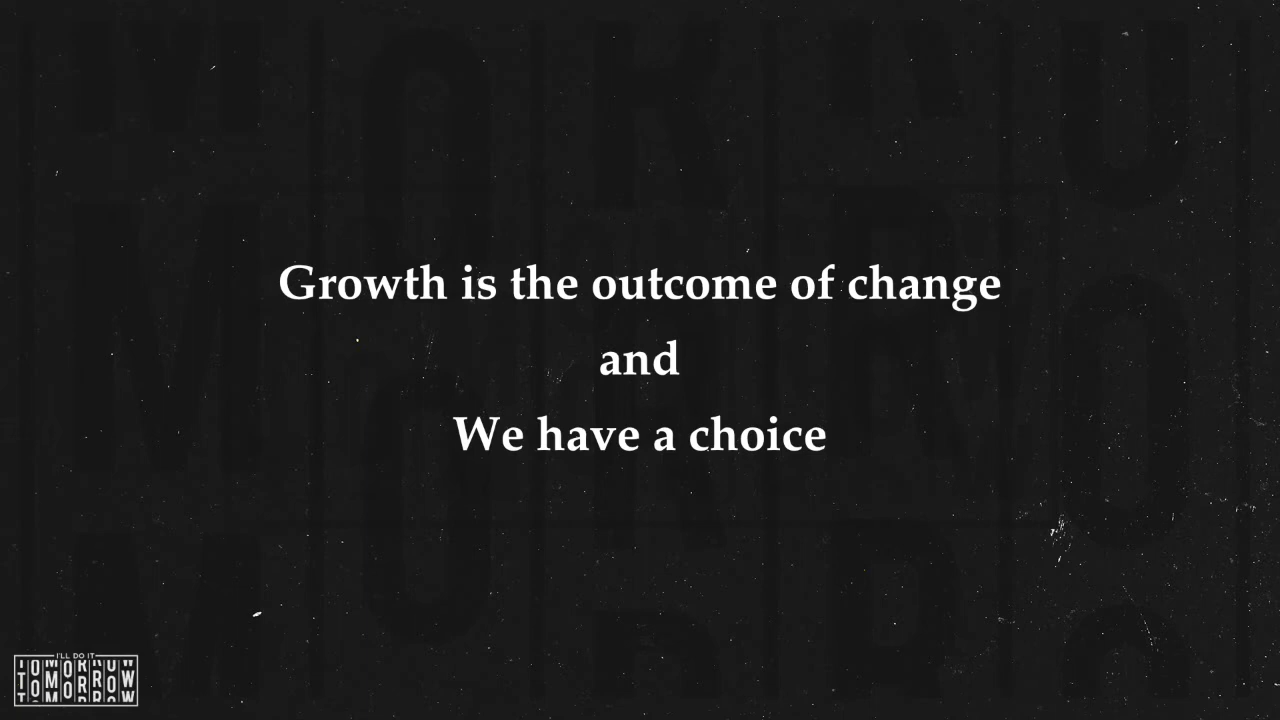 Growth is the outcome of change
and
We have a choice
I'LL DO IT
TOMORROW